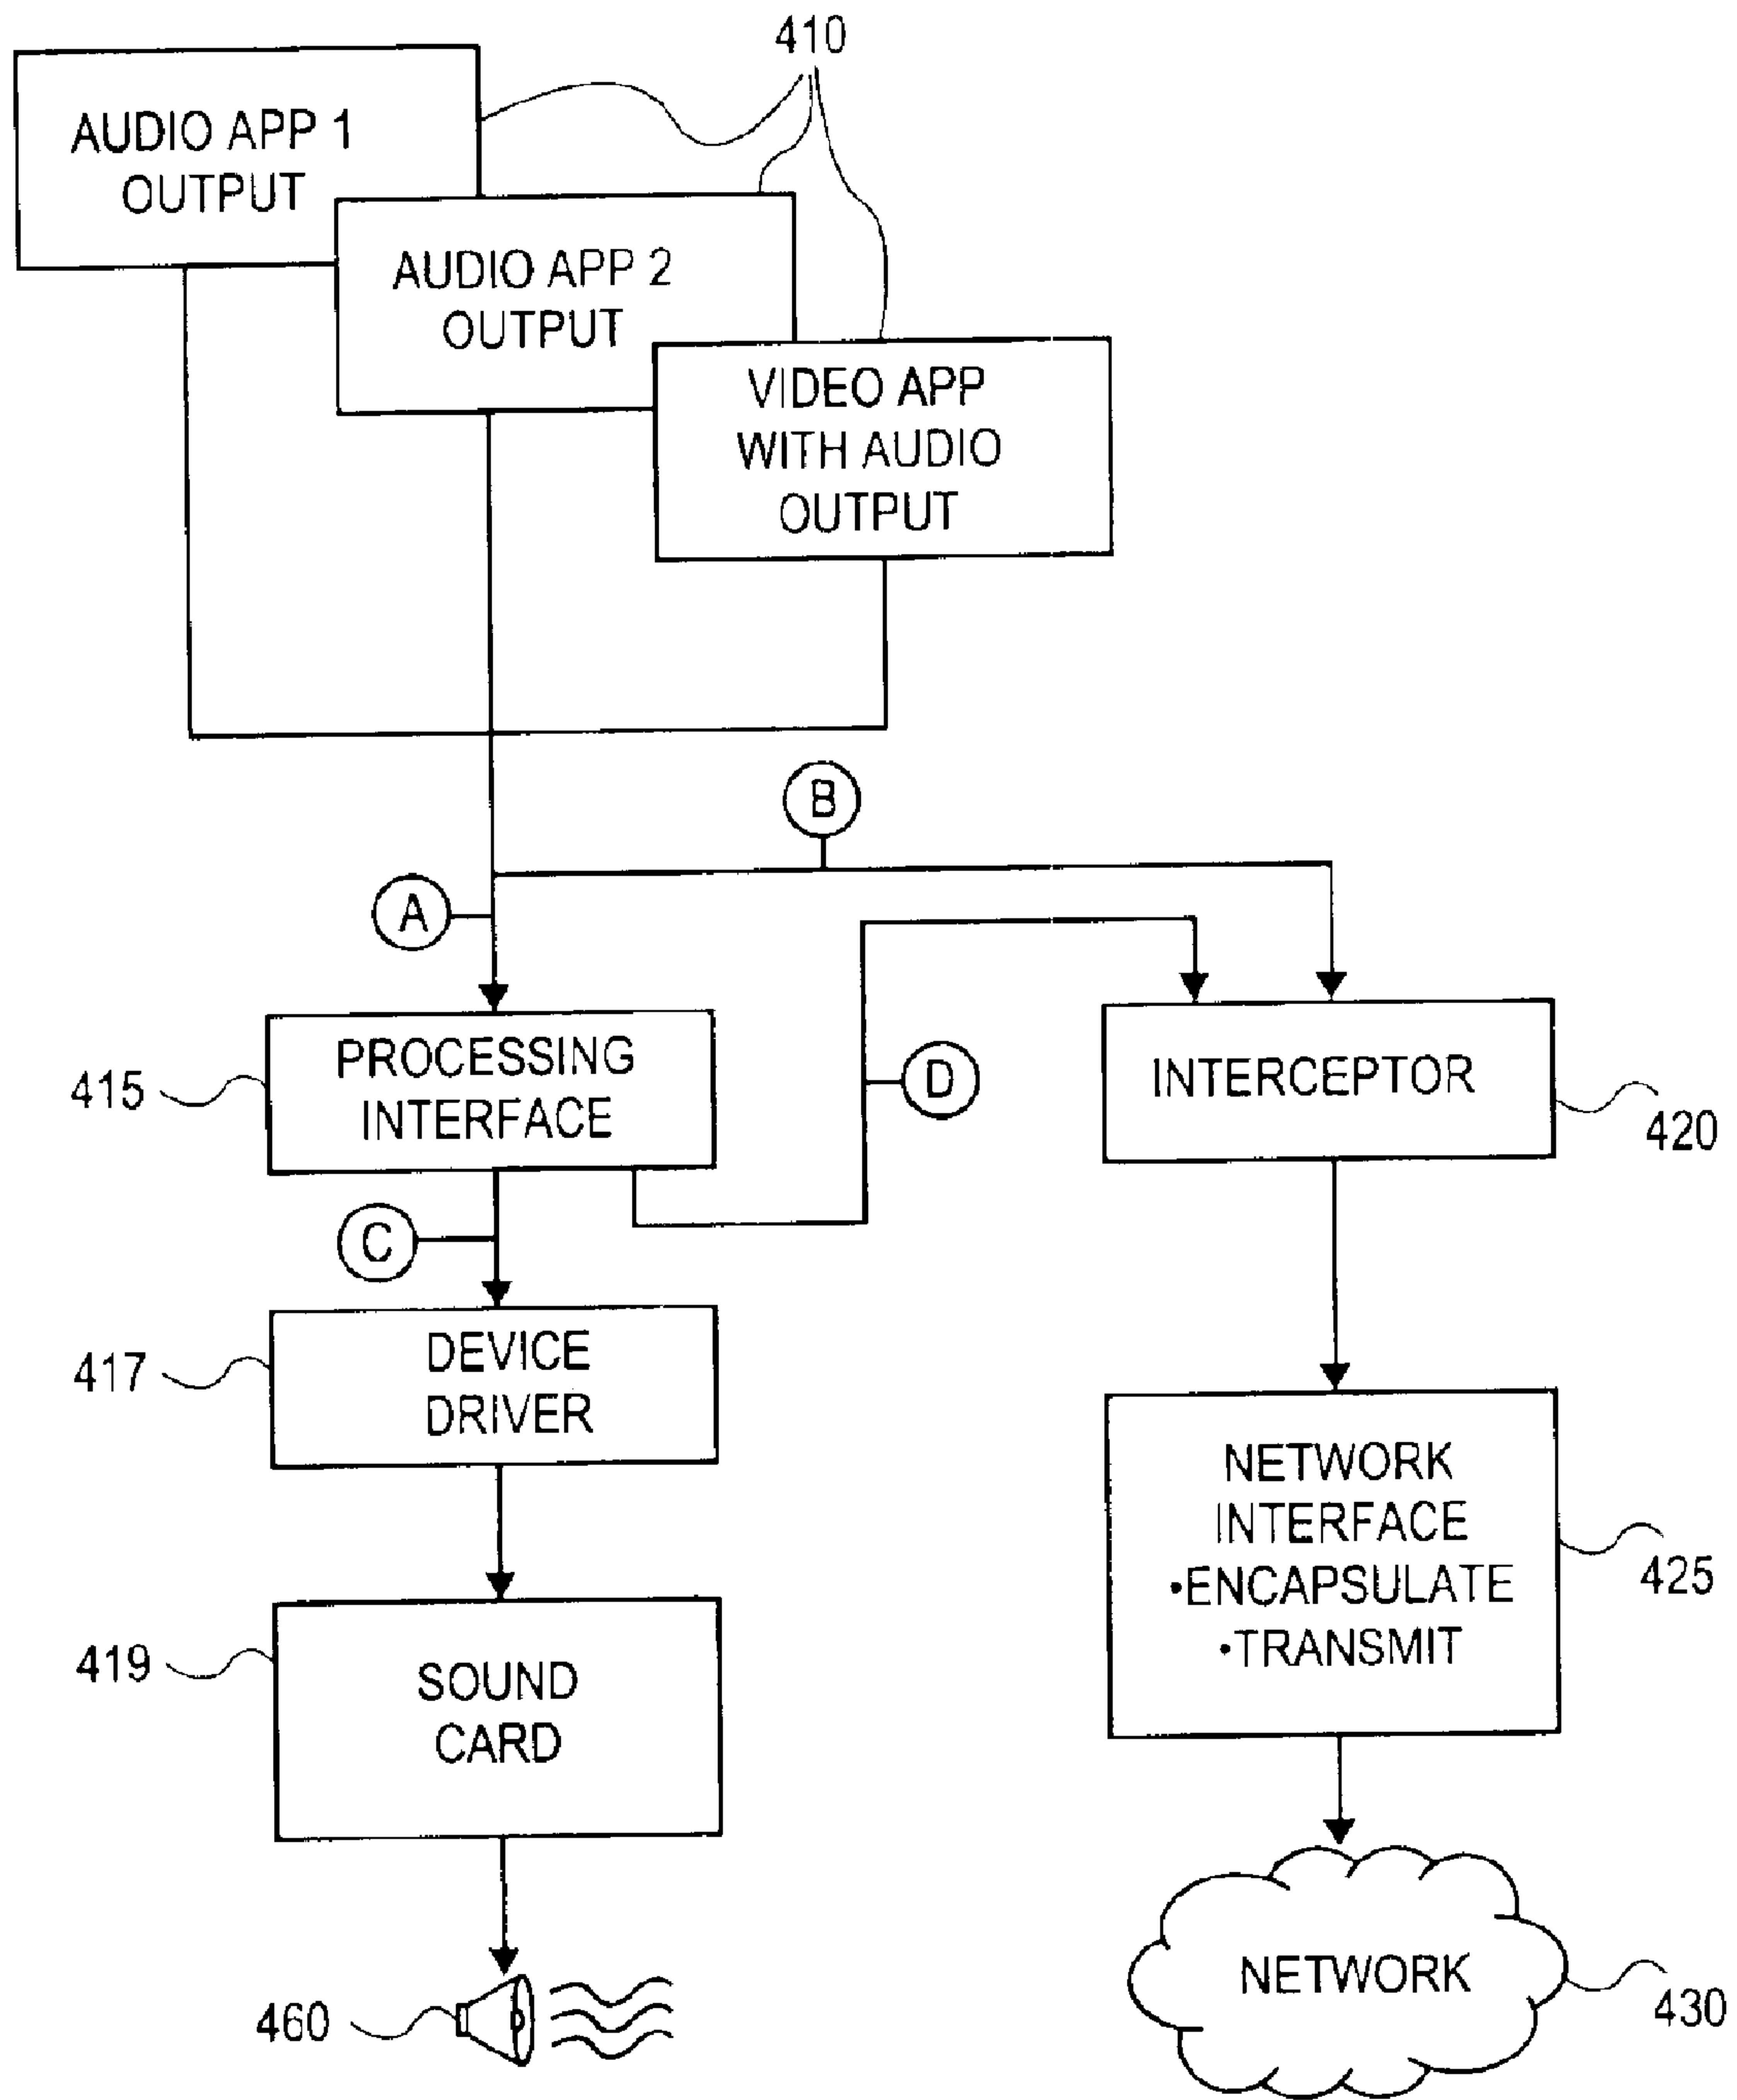 410
AUDIO APP 1
OUTPUT
AUDIO APP 2
OUTPUT
VIDEO APP
WITH AUDIO
OUTPUT
B
A
PROCESSING
INTERFACE
415
D
INTERCEPTOR
420
C
DEVICE
DRIVER
417
NETWORK
INTERFACE
•ENCAPSULATE
•TRANSMIT
425
SOUND
CARD
419
NETWORK
430
460